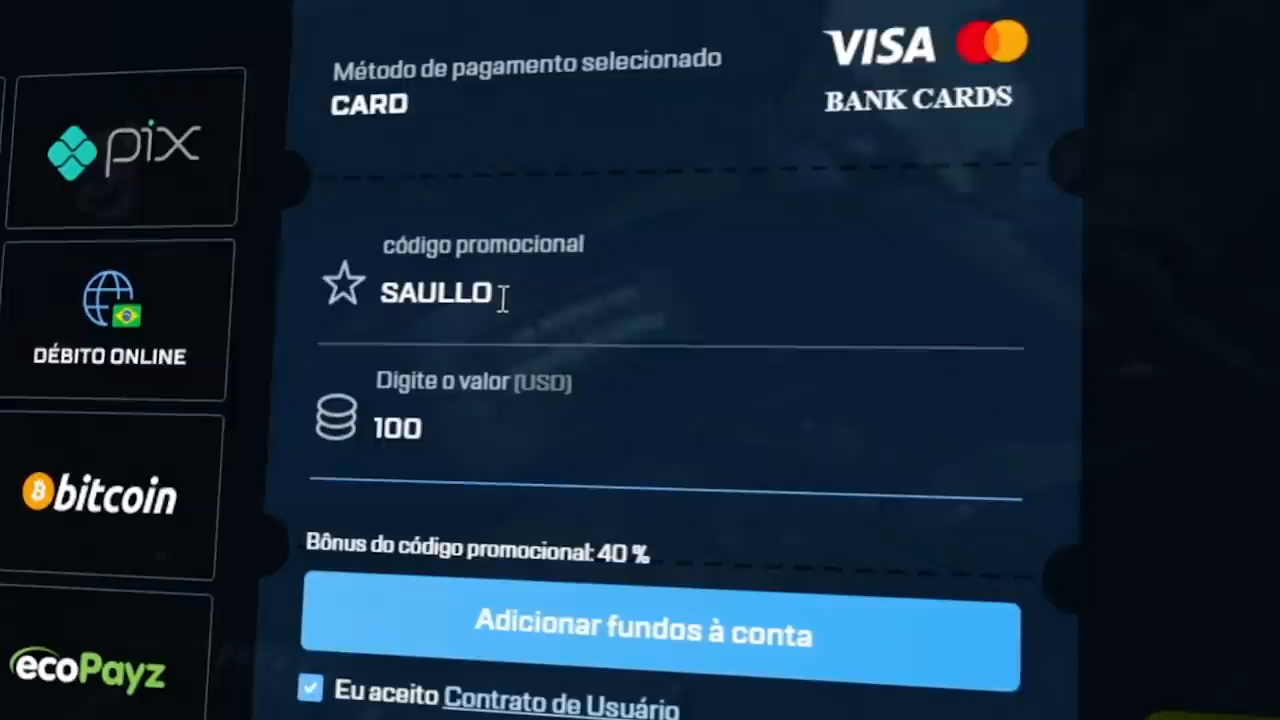 Método de pagamento selecionado
CARD
VISA
BANK CARDS
pix
DÉBITO ONLINE
bitcoin
ecoPayz
código promocional
SAULLO
Digite o valor (USD)
100
Bônus do código promocional: 40 %
Adicionar fundos à conta
Eu aceito Contrato de Usuário